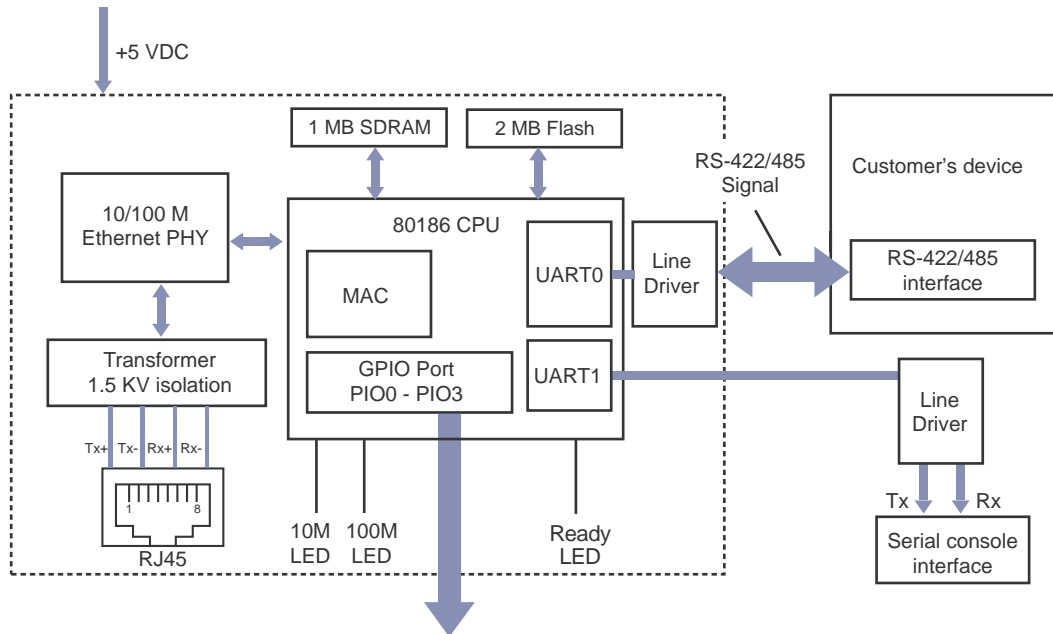 +5 VDC
1 MB SDRAM
2 MB Flash
RS-422/485
Signal
Customer’s device
10/100 M
Ethernet PHY
80186 CPU
MAC
UART0
Line
Driver
RS-422/485
interface
Transformer
1.5 KV isolation
GPIO Port
PIO0 - PIO3
UART1
Line
Driver
Tx+
Tx-
Rx+
Rx-
1
8
RJ45
10M
LED
100M
LED
Ready
LED
Tx
Rx
Serial console
interface